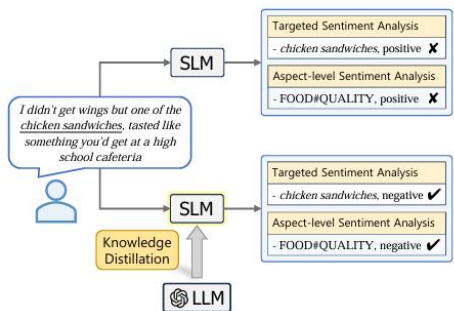 Targeted Sentiment Analysis
- chicken sandwiches, positive ✘
SLM
Aspect-level Sentiment Analysis
- FOOD#QUALITY, positive ✘
I didn't get wings but one of the
chicken sandwiches, tasted like
something you'd get at a high
school cafeteria
Targeted Sentiment Analysis
- chicken sandwiches, negative ✔
SLM
Aspect-level Sentiment Analysis
- FOOD#QUALITY, negative ✔
Knowledge
Distillation
LLM